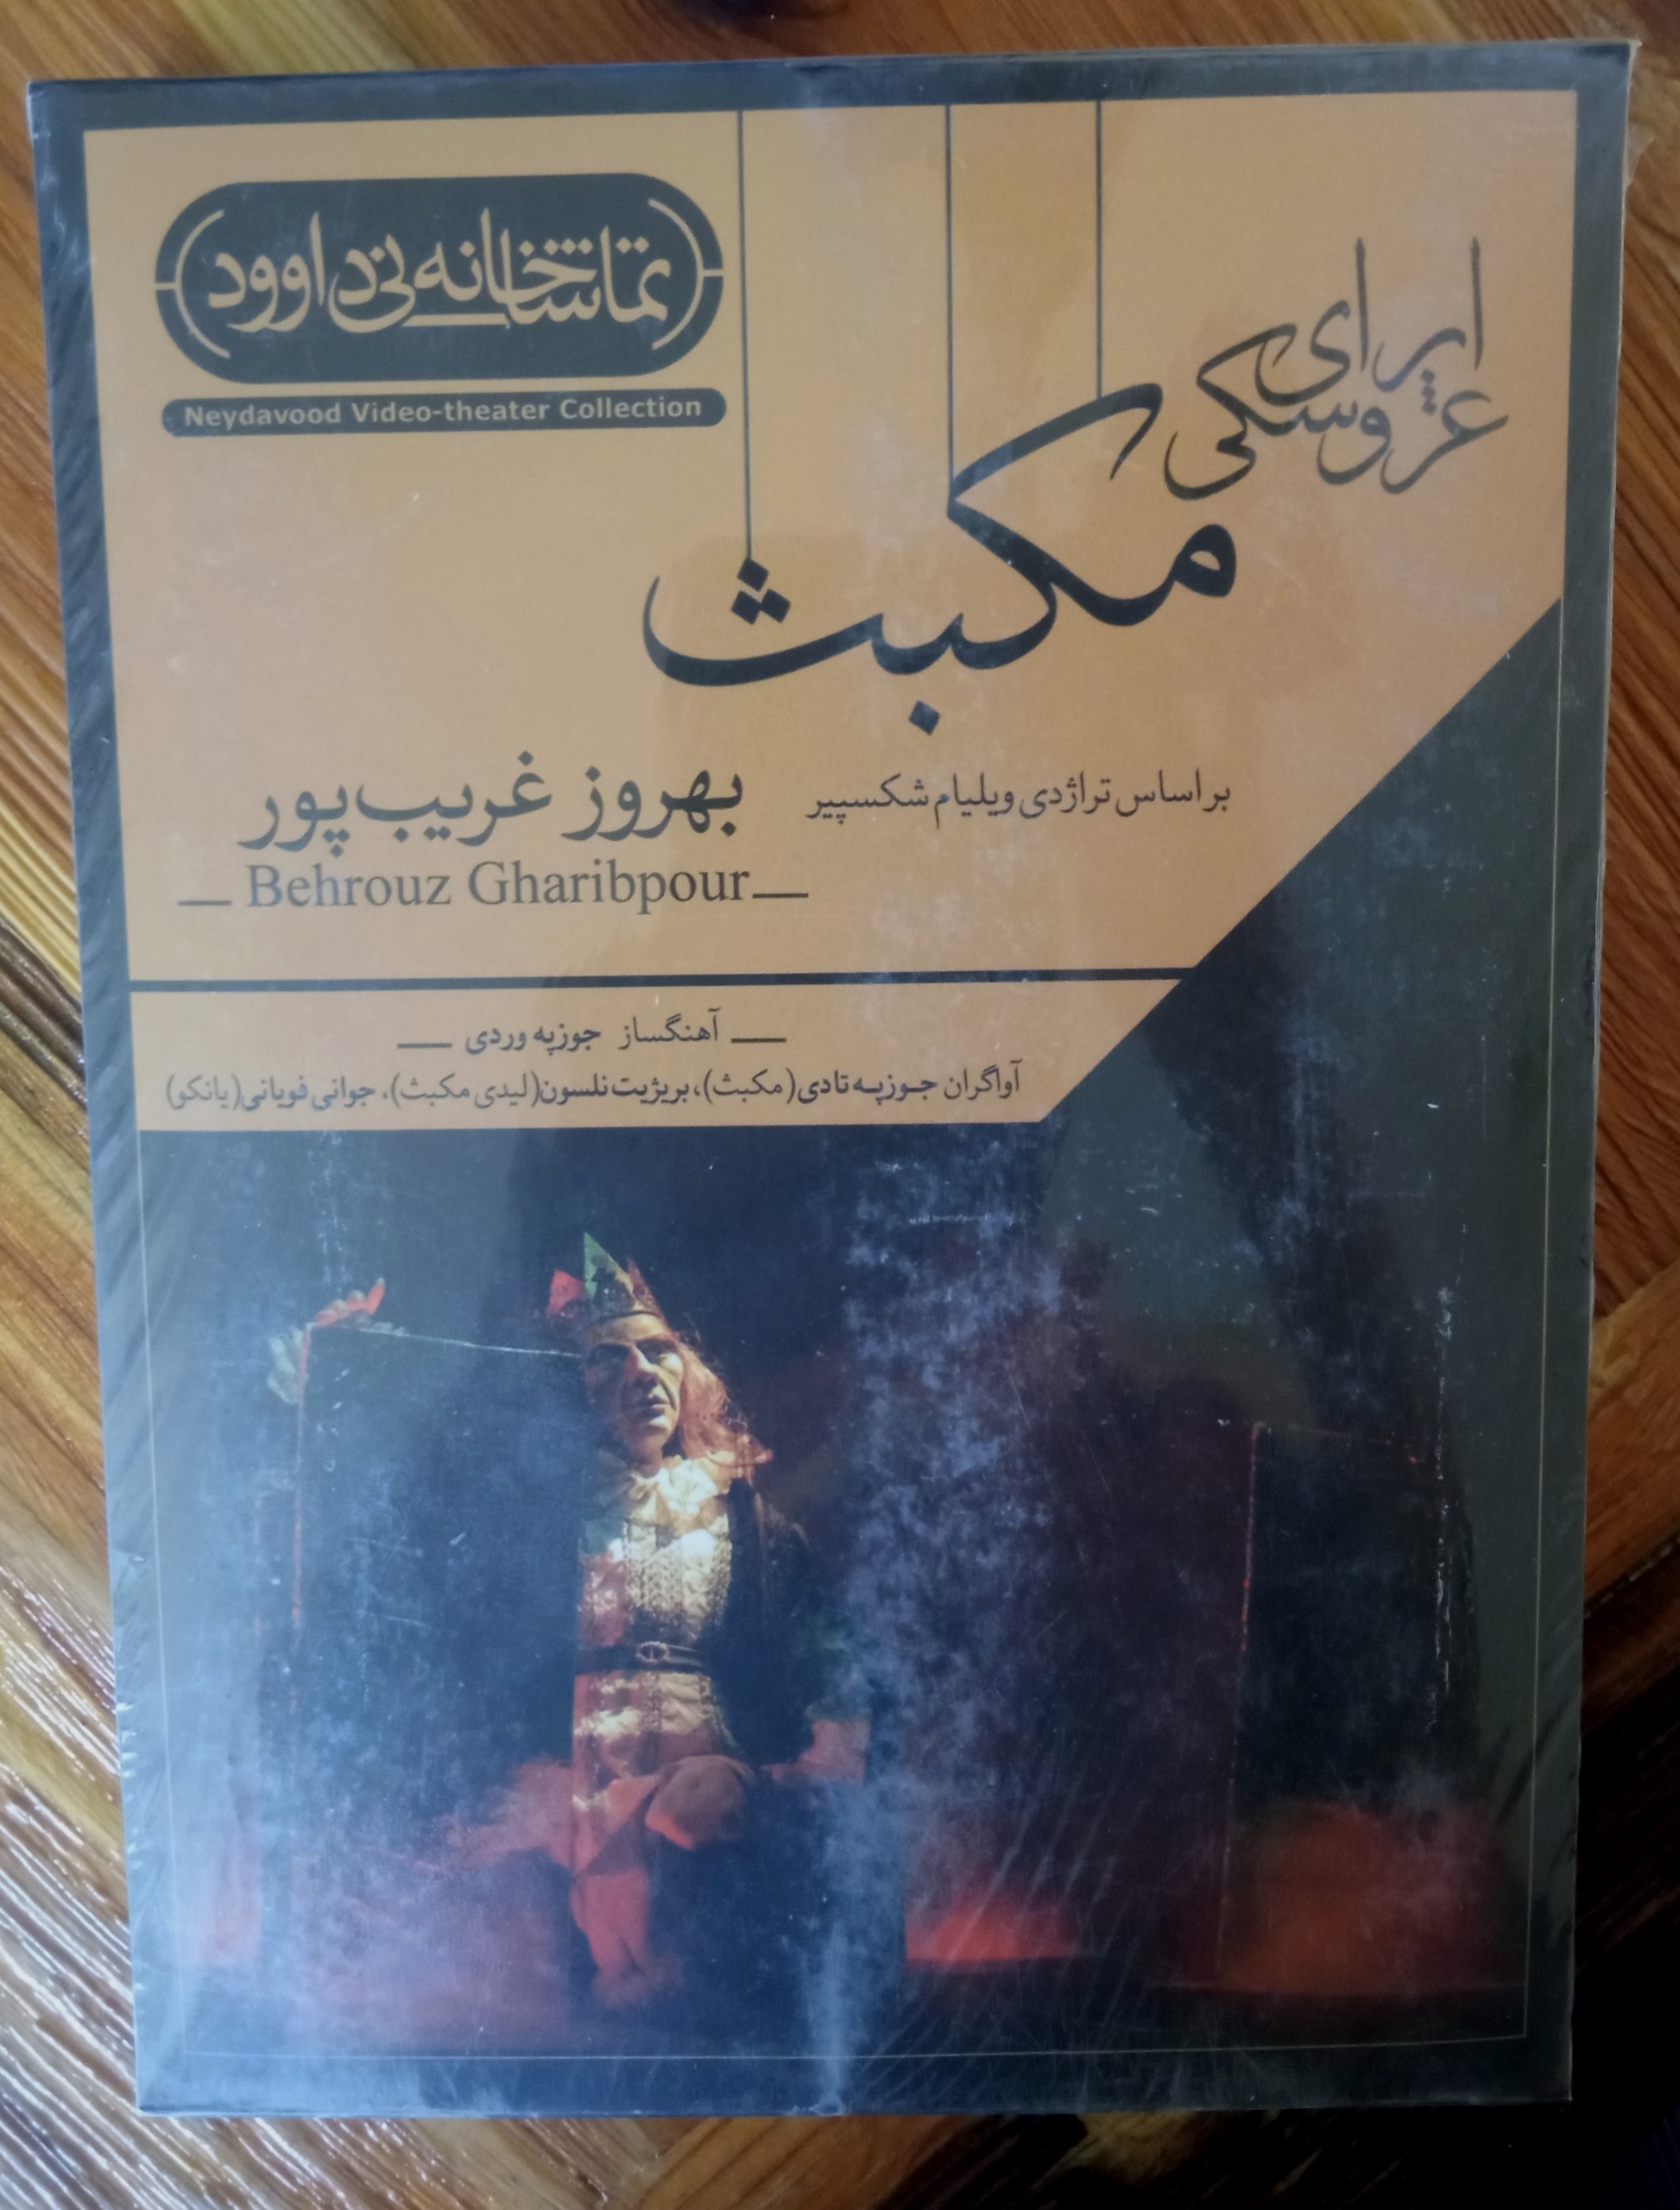 تماشاخانه نی‌داوود
Neydavood Video-theater Collection
اپرای
عروسکی
مکبث
براساس تراژدی ویلیام شکسپیر
بهروز غریب‌پور
Behrouz Gharibpour
آهنگساز جوزپه وردی
آواگران جوزپه تادی (مکبث)، بریژیت نلسون (لیدی مکبث)، جوانی فویانی (بانکو)